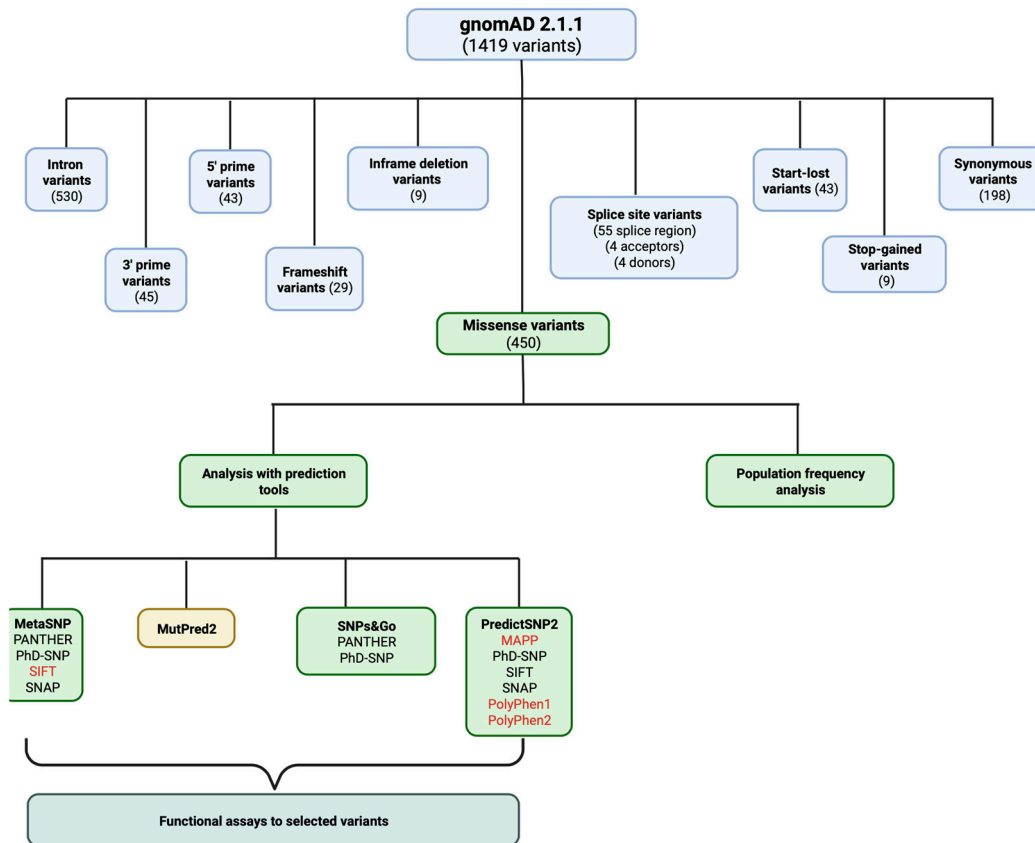 gnomAD 2.1.1
(1419 variants)
Intron
variants
(530)
3' prime
variants
(45)
5' prime
variants
(43)
Frameshift
variants (29)
Inframe deletion
variants
(9)
Splice site variants
(55 splice region)
(4 acceptors)
(4 donors)
Start-lost
variants (43)
Stop-gained
variants
(9)
Synonymous
variants
(198)
Missense variants
(450)
Analysis with prediction
tools
Population frequency
analysis
MetaSNP
PANTHER
PhD-SNP
SIFT
SNAP
MutPred2
SNPs&Go
PANTHER
PhD-SNP
PredictSNP2
MAPP
PhD-SNP
SIFT
SNAP
PolyPhen1
PolyPhen2
Functional assays to selected variants